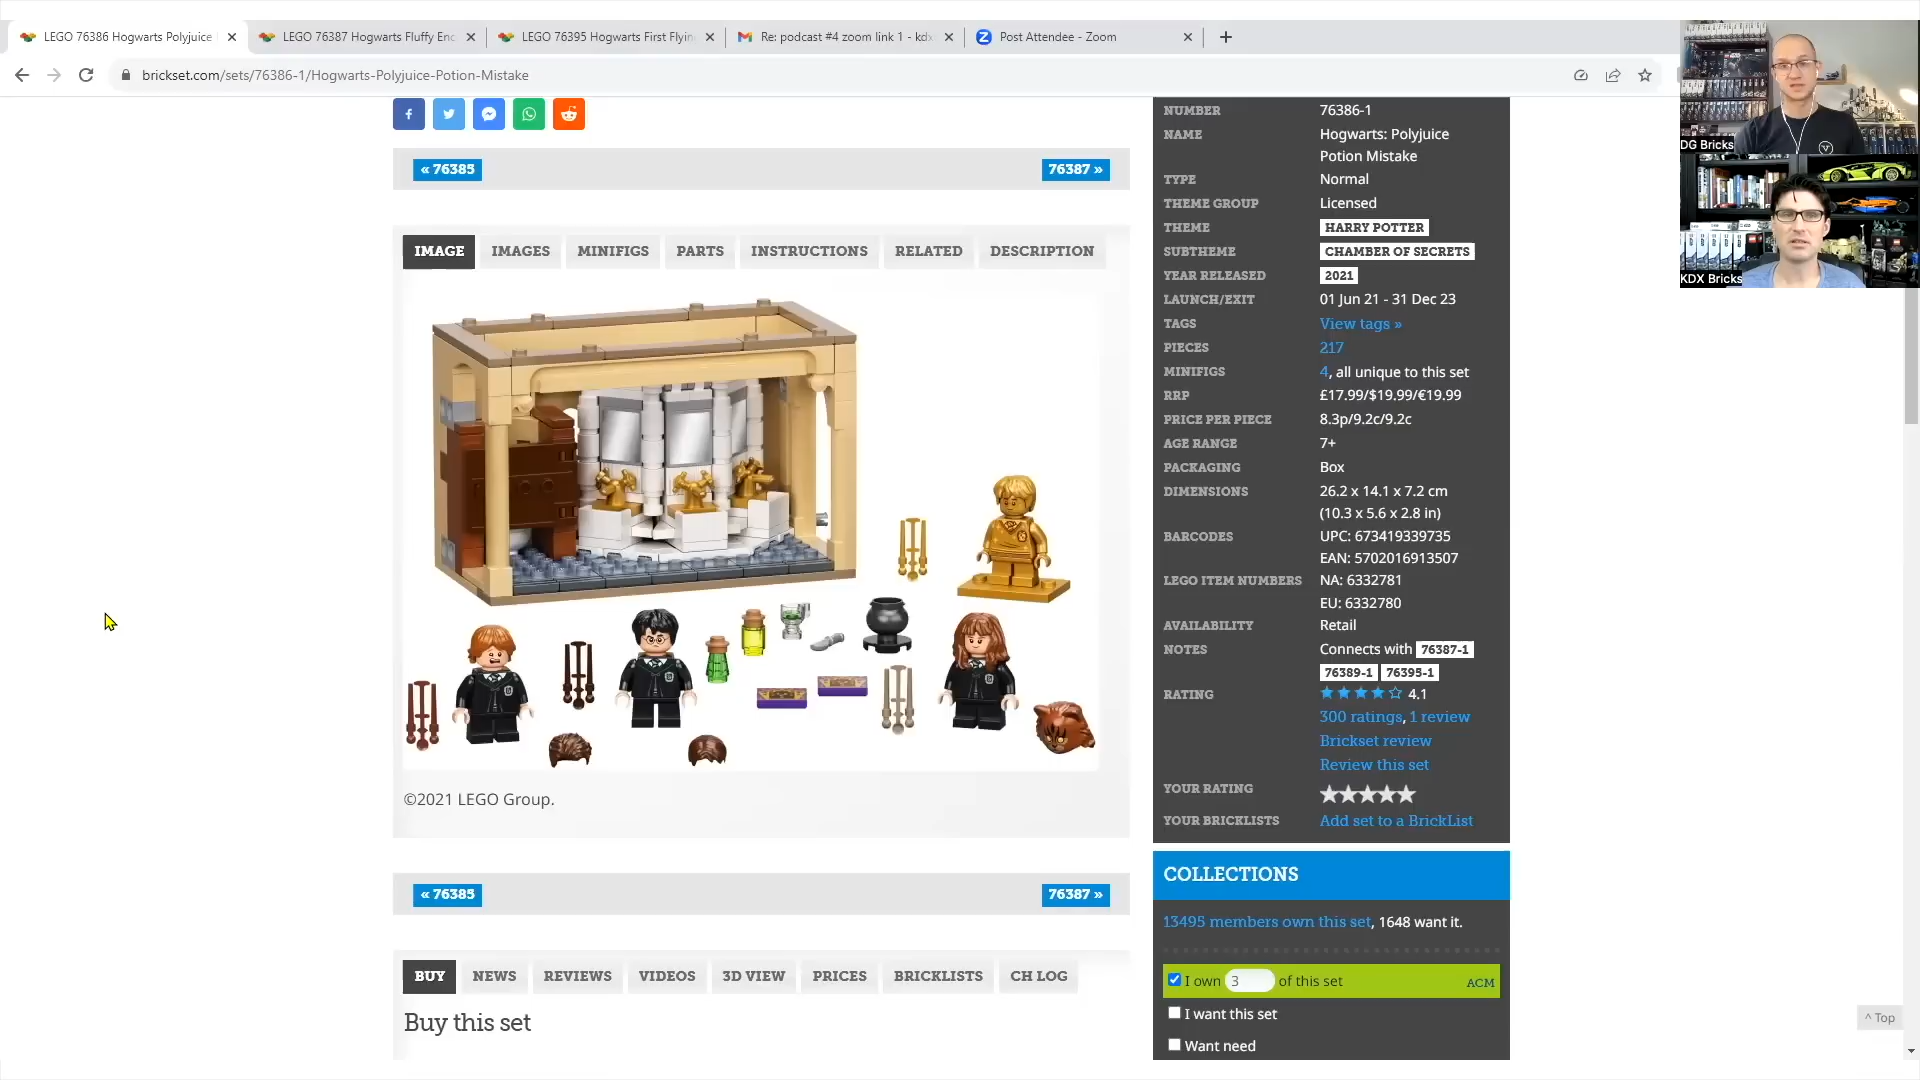 LEGO 76386 Hogwarts Polyjuice
LEGO 76387 Hogwarts Fluffy Enc
LEGO 76395 Hogwarts First Flyin
Re: podcast #4 zoom link 1 - kdx
Post Attendee - Zoom
brickset.com/sets/76386-1/Hogwarts-Polyjuice-Potion-Mistake
DG Bricks
KDX Bricks
« 76385
76387 »
IMAGE IMAGES MINIFIGS PARTS INSTRUCTIONS RELATED DESCRIPTION
©2021 LEGO Group.
« 76385
76387 »
BUY NEWS REVIEWS VIDEOS 3D VIEW PRICES BRICKLISTS CH LOG
Buy this set
NUMBER 76386-1
NAME Hogwarts: Polyjuice
Potion Mistake
TYPE Normal
THEME GROUP Licensed
THEME HARRY POTTER
SUBTHEME CHAMBER OF SECRETS
YEAR RELEASED 2021
LAUNCH/EXIT 01 Jun 21 - 31 Dec 23
TAGS View tags »
PIECES 217
MINIFIGS 4, all unique to this set
RRP £17.99/$19.99/€19.99
PRICE PER PIECE 8.3p/9.2c/9.2c
AGE RANGE 7+
PACKAGING Box
DIMENSIONS 26.2 x 14.1 x 7.2 cm
(10.3 x 5.6 x 2.8 in)
BARCODES UPC: 673419339735
EAN: 5702016913507
LEGO ITEM NUMBERS NA: 6332781
EU: 6332780
AVAILABILITY Retail
NOTES Connects with 76387-1
76389-1 76395-1
RATING 4.1
300 ratings, 1 review
Brickset review
Review this set
YOUR RATING
YOUR BRICKLISTS Add set to a BrickList
COLLECTIONS
13495 members own this set, 1648 want it.
I own 3 of this set ACM
I want this set
Want need
^ Top